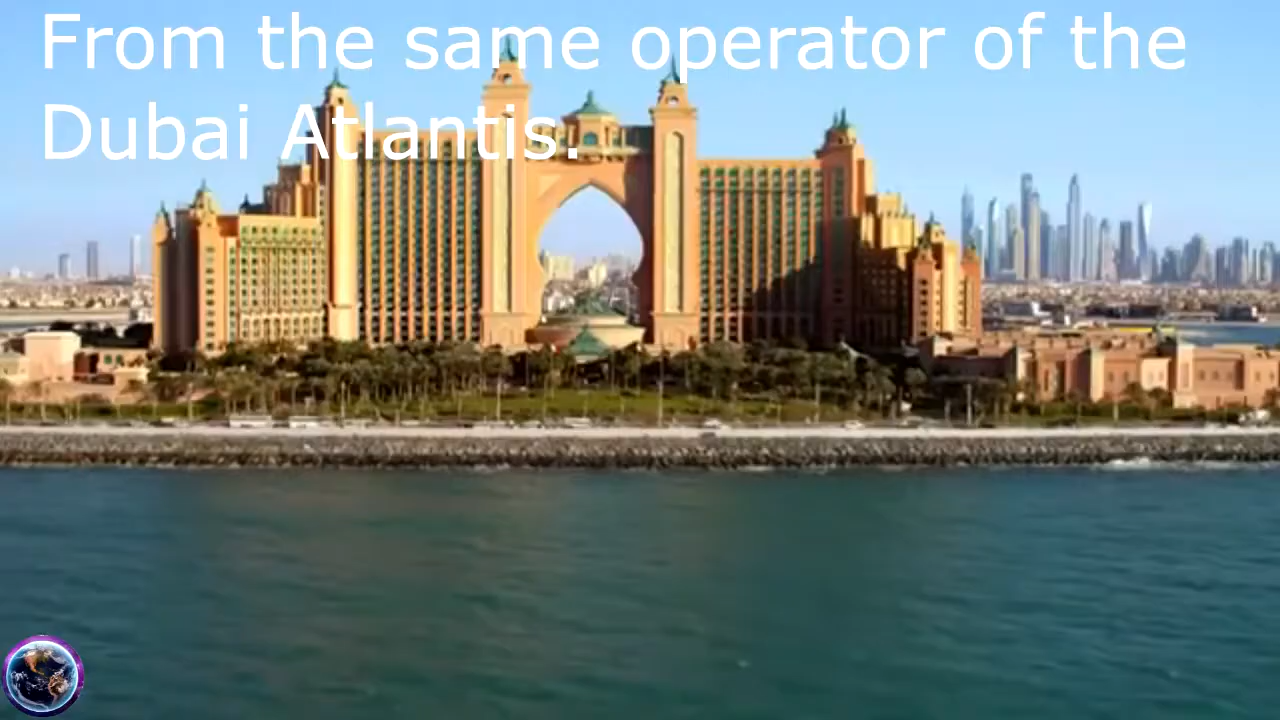 From the same operator of the
Dubai Atlantis.